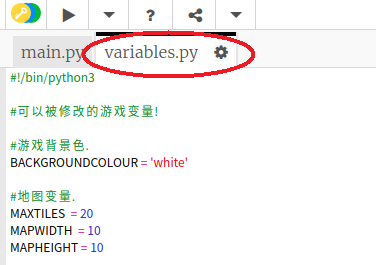 ?
main.py variables.py
#!/bin/python3
#可以被修改的游戏变量!
#游戏背景色.
BACKGROUNDCOLOUR = 'white'
#地图变量.
MAXTILES = 20
MAPWIDTH = 10
MAPHEIGHT = 10